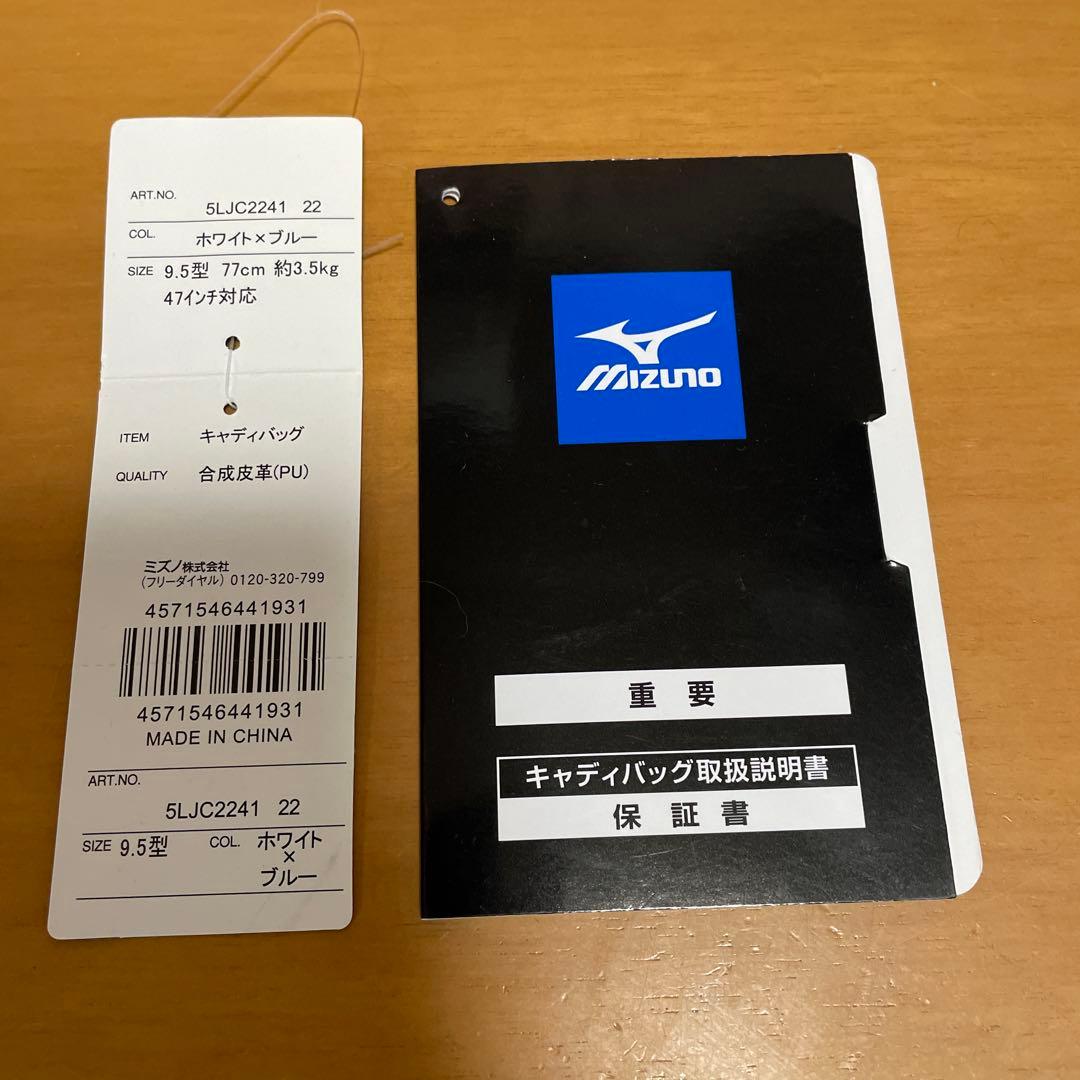 ART.NO. 5LJC2241 22
COL. ホワイト×ブルー
SIZE 9.5型 77cm 約3.5kg
47インチ対応
ITEM キャディバッグ
QUALITY 合成皮革(PU)
ミズノ株式会社
(フリーダイヤル) 0120-320-799
4571546441931
4571546441931
MADE IN CHINA
ART.NO.
5LJC2241 22
SIZE 9.5型 COL. ホワイト
×
ブルー
MIZUNO
重要
キャディバッグ取扱説明書
保証書